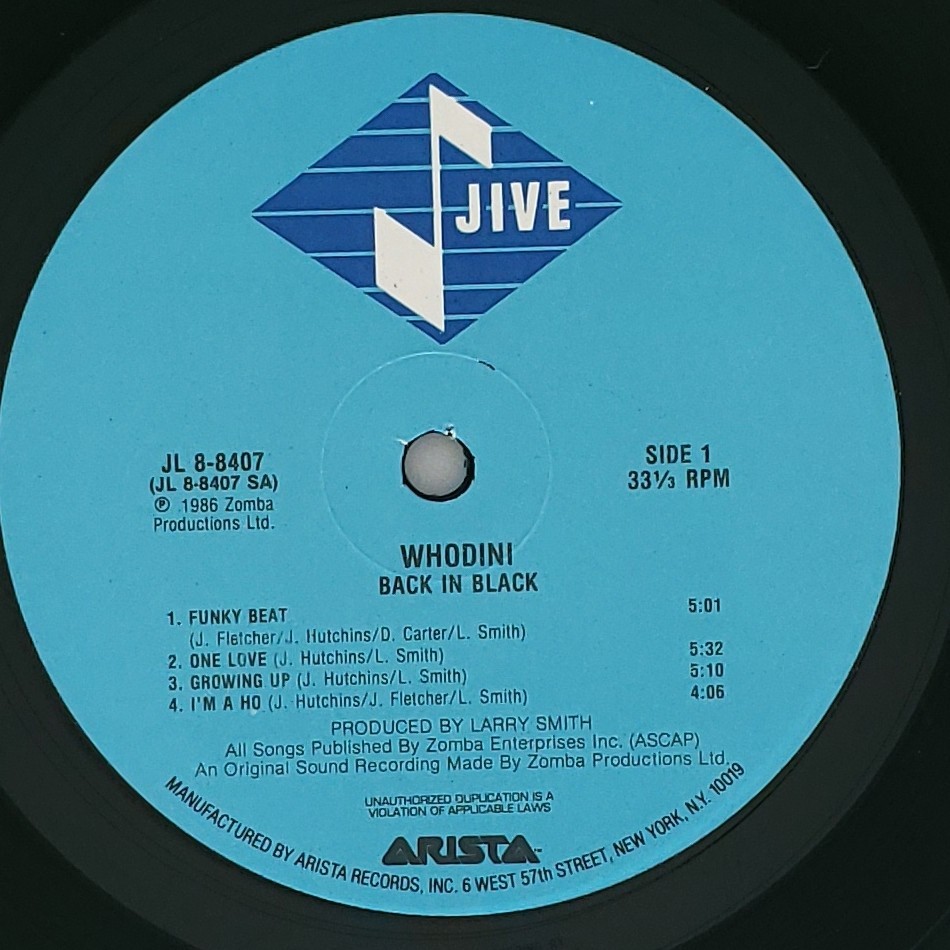 JIVE
JL 8-8407
(JL 8-8407 SA)
℗ 1986 Zomba
Productions Ltd.
SIDE 1
33⅓ RPM
WHODINI
BACK IN BLACK
1. FUNKY BEAT 5:01
(J. Fletcher/J. Hutchins/D. Carter/L. Smith)
2. ONE LOVE (J. Hutchins/L. Smith) 5:32
3. GROWING UP (J. Hutchins/L. Smith) 5:10
4. I'M A HO (J. Hutchins/J. Fletcher/L. Smith) 4:06
PRODUCED BY LARRY SMITH
All Songs Published By Zomba Enterprises Inc. (ASCAP)
An Original Sound Recording Made By Zomba Productions Ltd.
UNAUTHORIZED DUPLICATION IS A
VIOLATION OF APPLICABLE LAWS
ARISTA™
MANUFACTURED BY ARISTA RECORDS, INC. 6 WEST 57th STREET, NEW YORK, N.Y. 10019